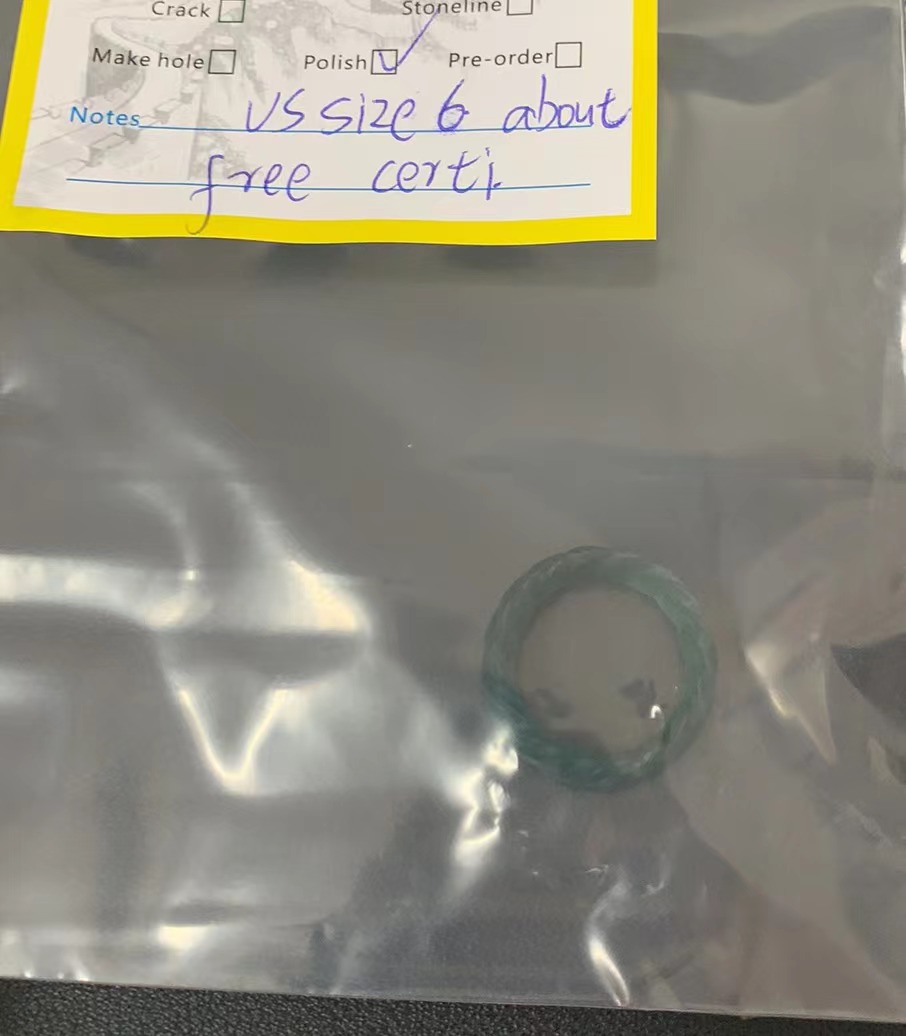 Crack Stoneline
Make hole Polish Pre-order
Notes US size 6 about
free certi.